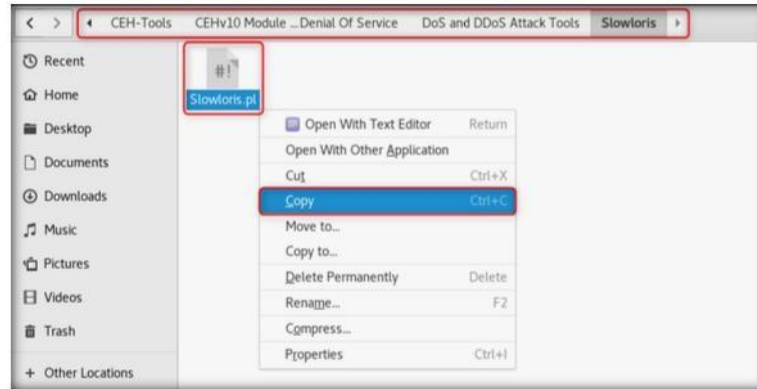 CEH-Tools CEHv10 Module ...Denial Of Service DoS and DDoS Attack Tools Slowloris
Recent
Home
Desktop
Documents
Downloads
Music
Pictures
Videos
Trash
+ Other Locations
#!
Slowloris.pl
Open With Text Editor Return
Open With Other Application
Cut Ctrl+X
Copy Ctrl+C
Move to...
Copy to...
Delete Permanently Delete
Rename... F2
Compress...
Properties Ctrl+I